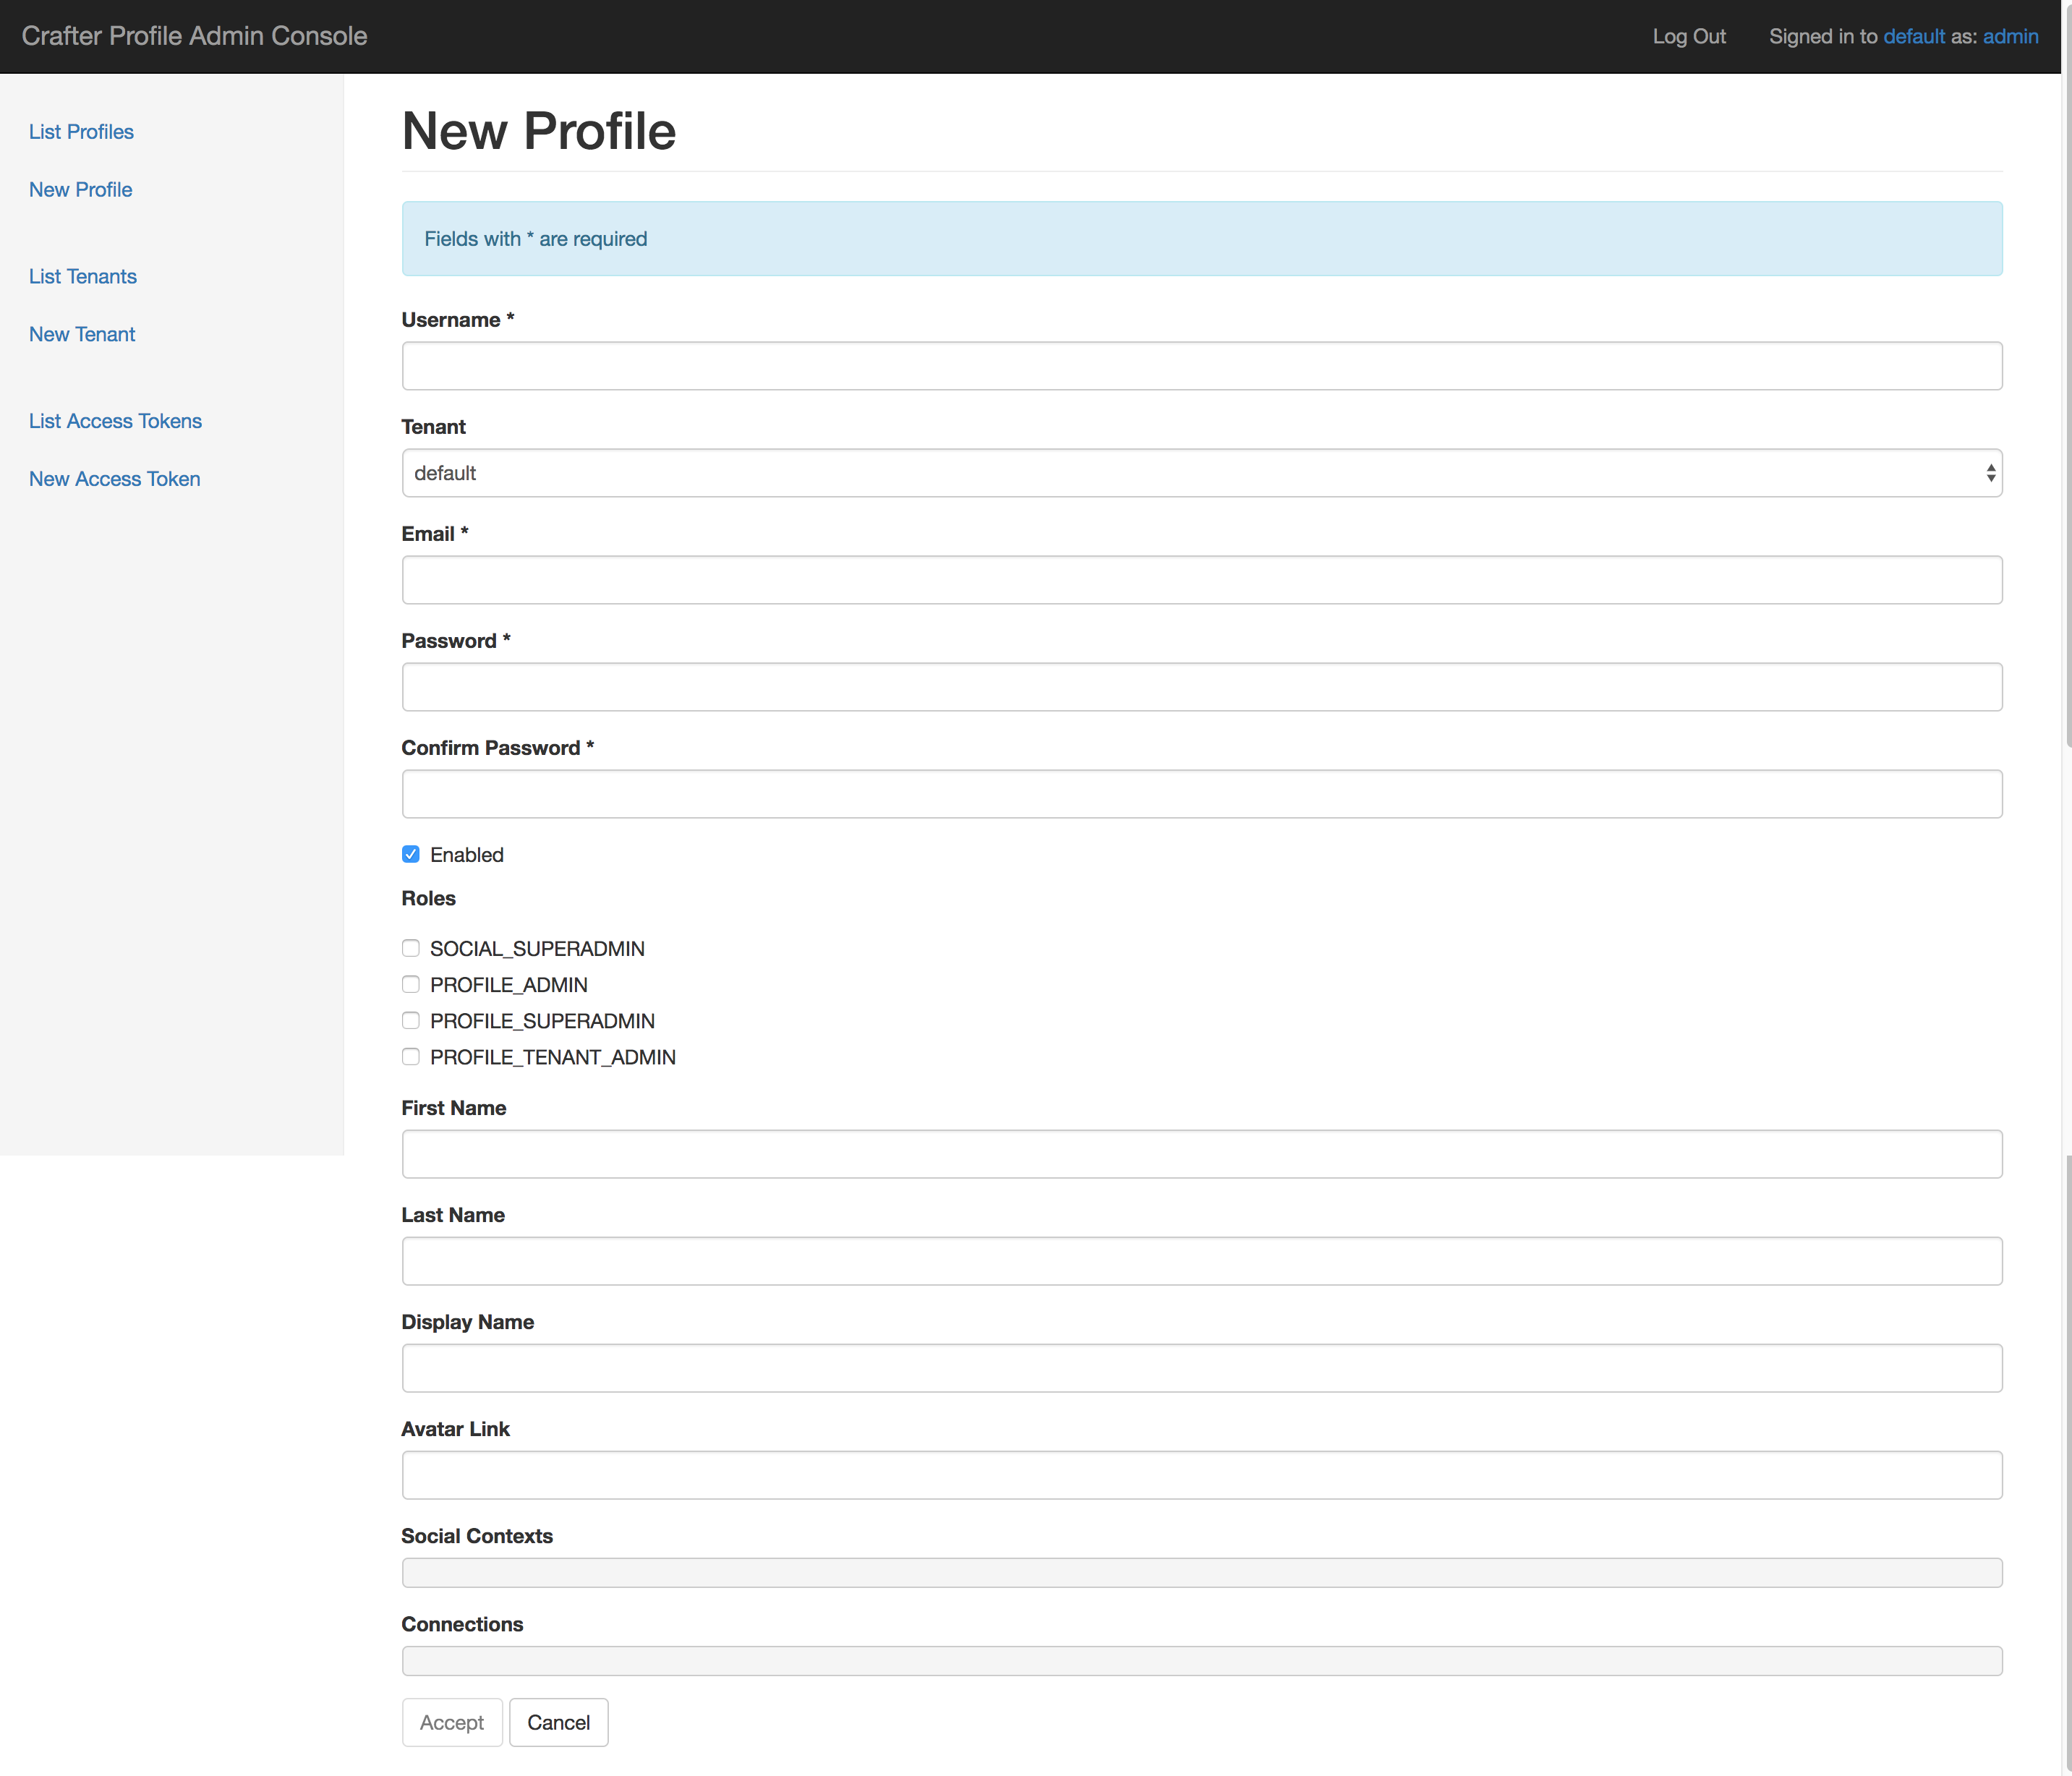 Crafter Profile Admin Console
Log Out Signed in to default as: admin
List Profiles
New Profile
List Tenants
New Tenant
List Access Tokens
New Access Token
New Profile
Fields with * are required
Username *
Tenant
default
Email *
Password *
Confirm Password *
Enabled
Roles
SOCIAL_SUPERADMIN
PROFILE_ADMIN
PROFILE_SUPERADMIN
PROFILE_TENANT_ADMIN
First Name
Last Name
Display Name
Avatar Link
Social Contexts
Connections
Accept Cancel